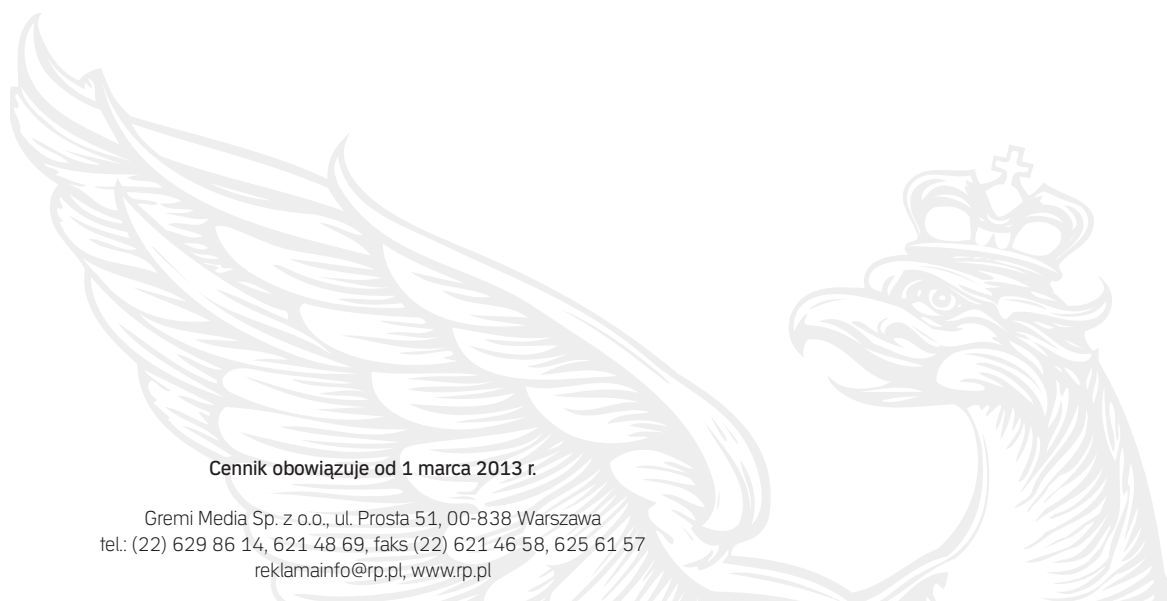 Cennik obowiązuje od 1 marca 2013 r.
Gremi Media Sp. z o.o., ul. Prosta 51, 00-838 Warszawa
tel.: (22) 629 86 14, 621 48 69, faks (22) 621 46 58, 625 61 57
reklamainfo@rp.pl, www.rp.pl